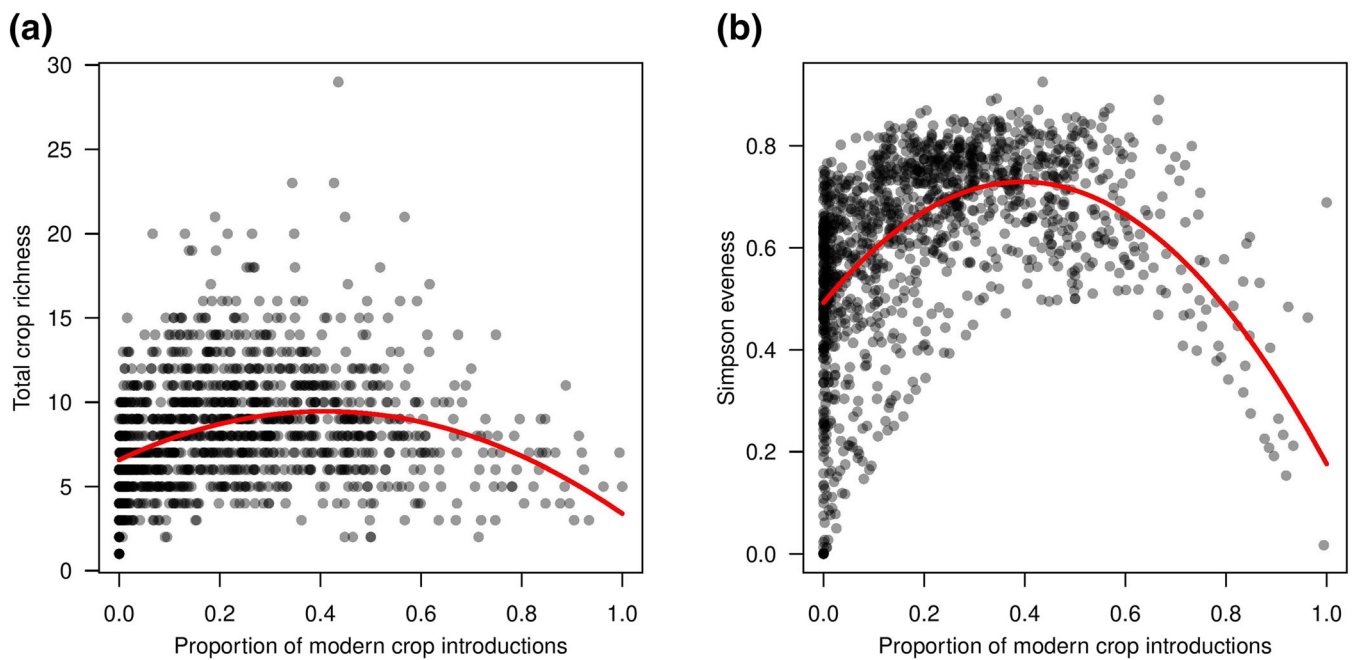 (a)
30
25
20
15
10
5
0
Total crop richness
0.0 0.2 0.4 0.6 0.8 1.0
Proportion of modern crop introductions
(b)
0.8
0.6
0.4
0.2
0.0
Simpson eveness
0.0 0.2 0.4 0.6 0.8 1.0
Proportion of modern crop introductions